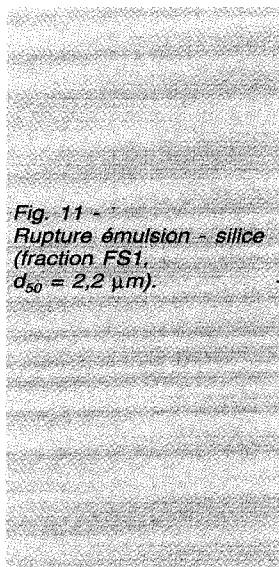 Fig. 11 -
Rupture émulsion - silice
(fraction FS1,
d₅₀ = 2,2 µm).